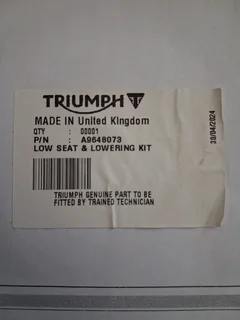 TRIUMPH
MADE IN United Kingdom
QTY : 00001
P/N : A9648073
LOW SEAT & LOWERING KIT
TRIUMPH GENUINE PART TO BE
FITTED BY TRAINED TECHNICIAN
30/04/2024